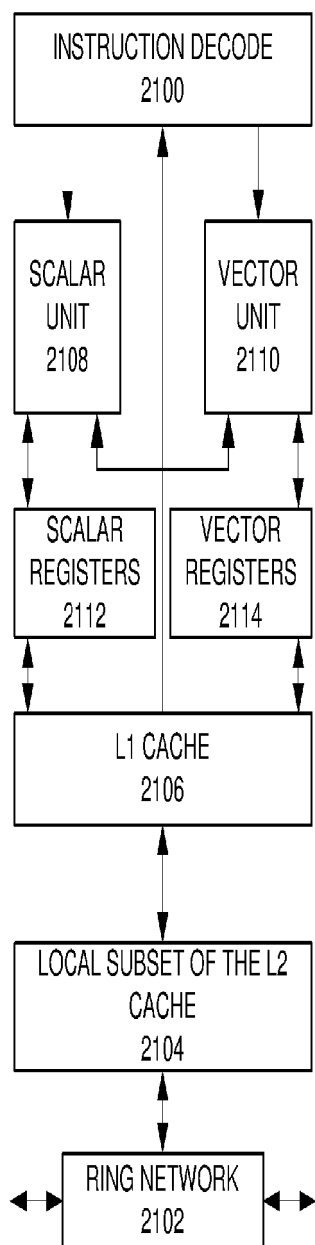 INSTRUCTION DECODE
2100
SCALAR
UNIT
2108
VECTOR
UNIT
2110
SCALAR
REGISTERS
2112
VECTOR
REGISTERS
2114
L1 CACHE
2106
LOCAL SUBSET OF THE L2
CACHE
2104
RING NETWORK
2102